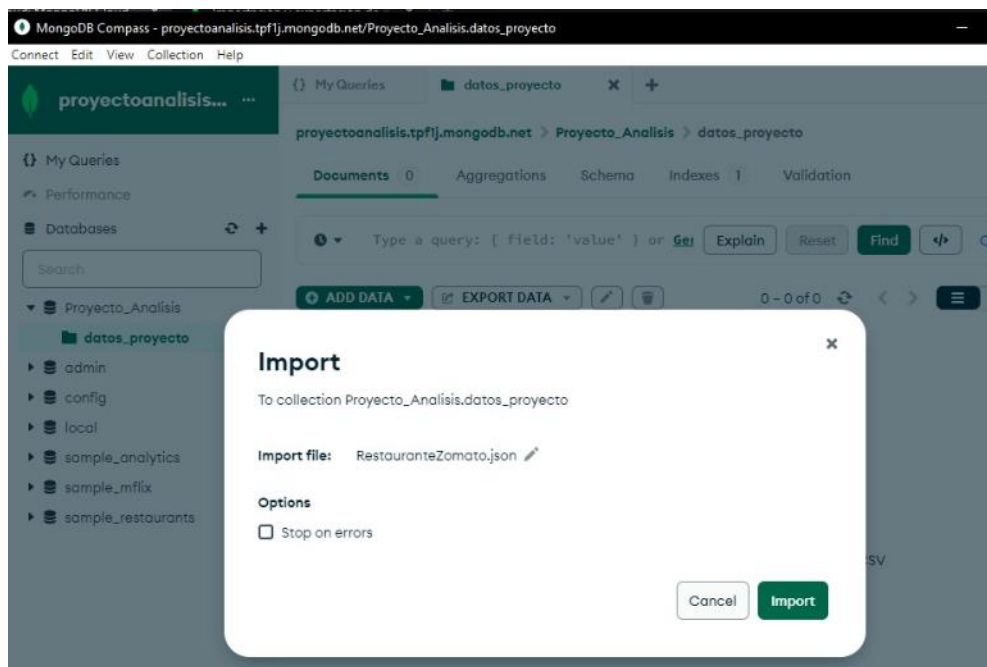 MongoDB Compass - proyectoanalisis.tpf1j.mongodb.net/Proyecto_Analisis.datos_proyecto
Connect Edit View Collection Help
proyectoanalisis... ...
{} My Queries
datos_proyecto
proyectoanalisis.tpf1j.mongodb.net > Proyecto_Analisis > datos_proyecto
{} My Queries
Performance
Databases
Search
Proyecto_Analisis
datos_proyecto
admin
config
local
sample_analytics
sample_mflix
sample_restaurants
Documents 0 Aggregations Schema Indexes 1 Validation
Type a query: { field: 'value' } or Explain Reset Find </>
ADD DATA EXPORT DATA 0 – 0 of 0
Import
To collection Proyecto_Analisis.datos_proyecto
Import file: RestauranteZomato.json
Options
Stop on errors
Cancel Import